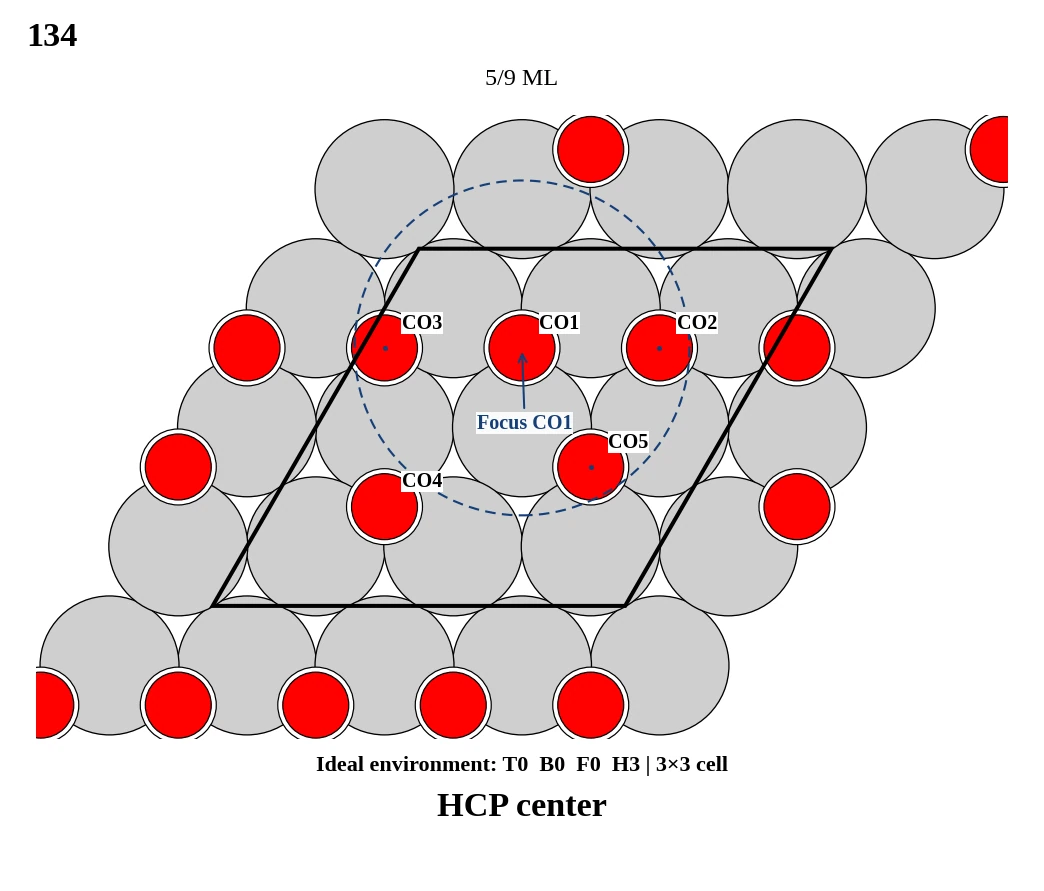 134
5/9 ML
CO3
CO1
CO2
Focus CO1
CO5
CO4
Ideal environment: T0 B0 F0 H3 | 3×3 cell
HCP center